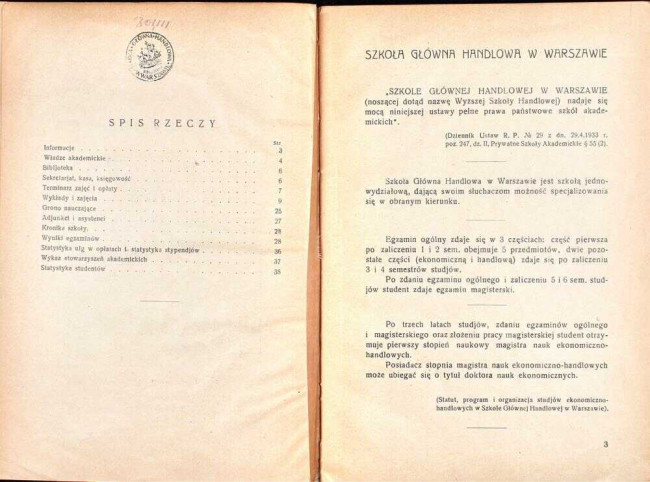 SPIS RZECZY
Str.
Informacje 3
Władze akademickie 4
Biblioteka 6
Sekretarjat, kasa, księgowość 6
Terminarz zajęć i opłaty 7
Wykłady i zajęcia 9
Grono nauczające 25
Adjunkci i asystenci 27
Kronika szkoły. 28
Wyniki egzaminów 28
Statystyka ulg w opłatach i statystyka stypendjów 36
Wykaz stowarzyszeń akademickich 37
Statystyka studentów 38
SZKOŁA GŁÓWNA HANDLOWA W WARSZAWIE
„SZKOLE GŁÓWNEJ HANDLOWEJ W WARSZAWIE
(noszącej dotąd nazwę Wyższej Szkoły Handlowej) nadaje się
mocą niniejszej ustawy pełne prawa państwowe szkół akade-
mickich".
(Dziennik Ustaw R. P. № 29 z dn. 29.4.1933 r
poz. 247, dz. II, Prywatne Szkoły Akademickie § 55 (2).
Szkoła Główna Handlowa w Warszawie jest szkołą jedno-
wydziałową, dającą swoim słuchaczom możność specjalizowania
się w obranym kierunku.
Egzamin ogólny zdaje się w 3 częściach: część pierwsza
po zaliczeniu 1 i 2 sem. obejmuje 5 przedmiotów, dwie pozo-
stałe części (ekonomiczną i handlową) zdaje się po zaliczeniu
3 i 4 semestrów studjów.
Po zdaniu egzaminu ogólnego i zaliczeniu 5 i 6 sem. stud-
jów student zdaje egzamin magisterski.
Po trzech latach studjów, zdaniu egzaminów ogólnego
i magisterskiego oraz złożeniu pracy magisterskiej student otrzy-
muje pierwszy stopień naukowy magistra nauk ekonomiczno-
handlowych.
Posiadacz stopnia magistra nauk ekonomiczno-handlowych
może ubiegać się o tytuł doktora nauk ekonomicznych.
(Statut, program i organizacja studjów ekonomiczno-
handlowych w Szkole Głównej Handlowej w Warszawie).
3